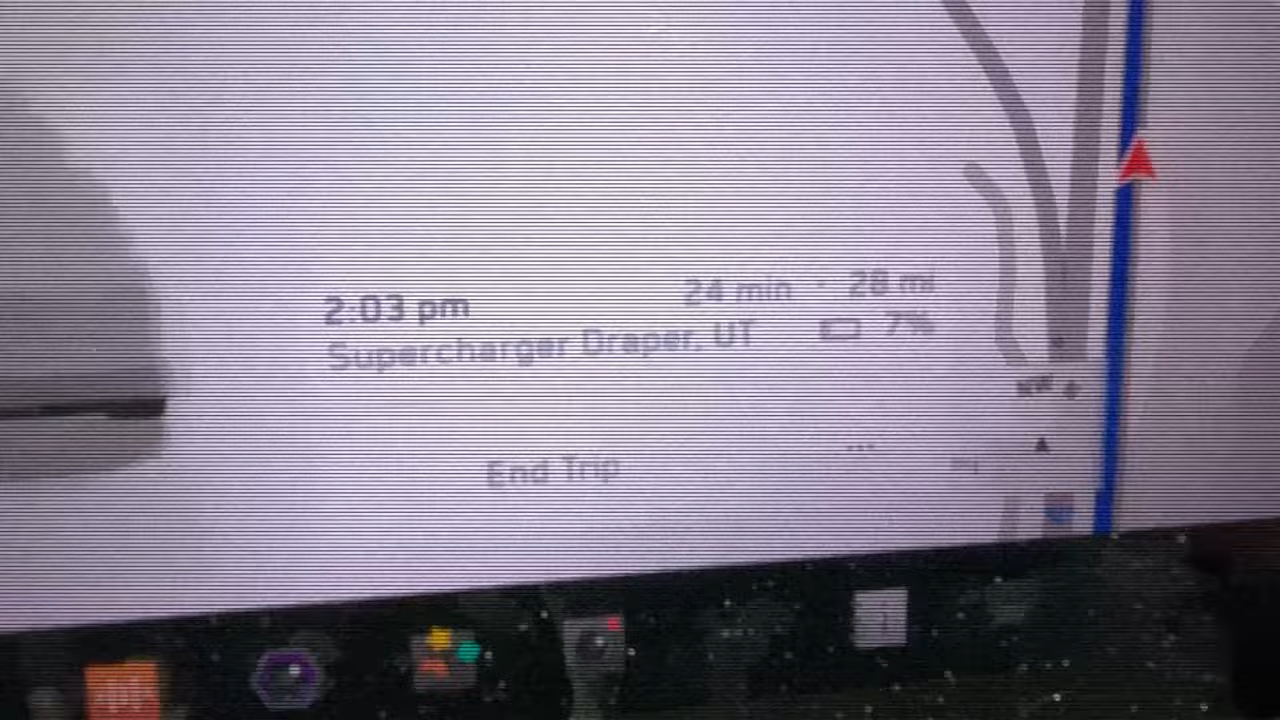 2:03 pm
24 min · 28 mi
Supercharger Draper, UT
7%
End Trip
...